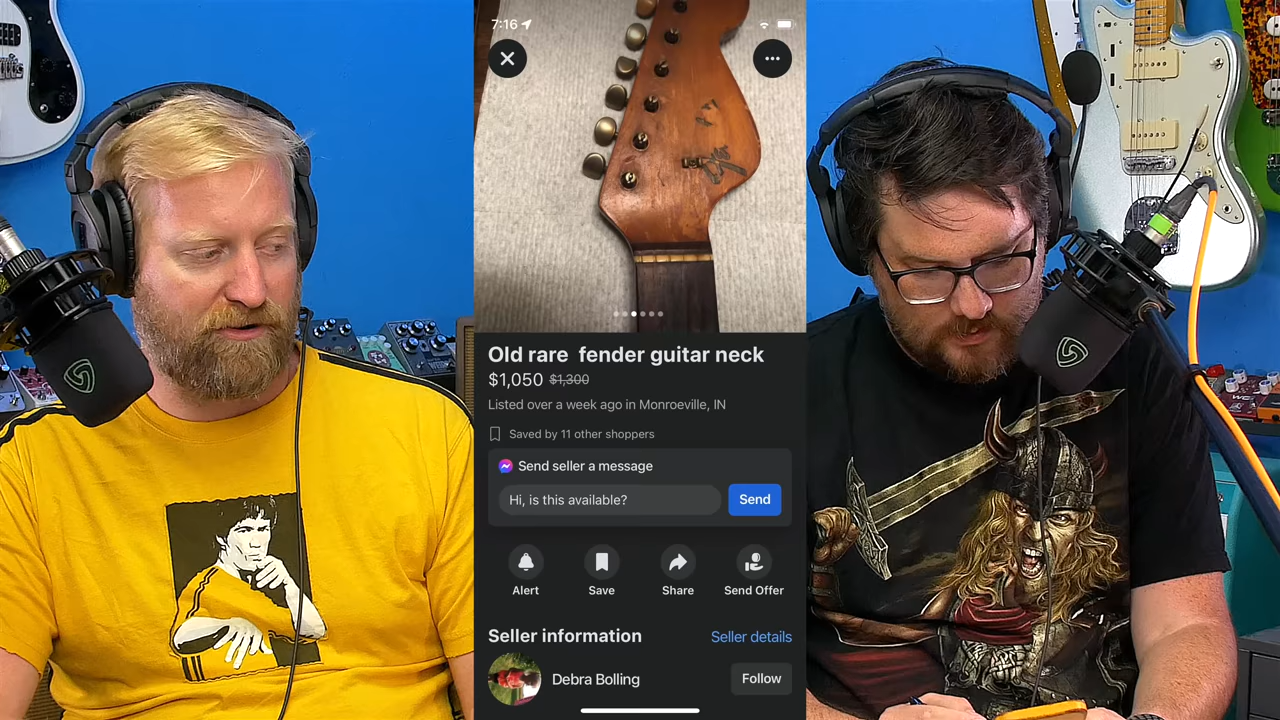 7:16
Old rare fender guitar neck
$1,050 $1,300
Listed over a week ago in Monroeville, IN
Saved by 11 other shoppers
Send seller a message
Hi, is this available?
Send
Alert
Save
Share
Send Offer
Seller information
Seller details
Debra Bolling
Follow